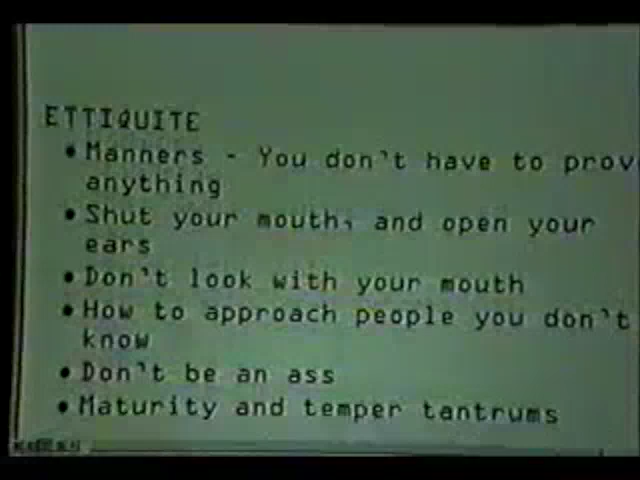 ETTIQUITE
• Manners - You don't have to prov
anything
• Shut your mouth, and open your
ears
• Don't look with your mouth
• How to approach people you don't
know
• Don't be an ass
• Maturity and temper tantrums